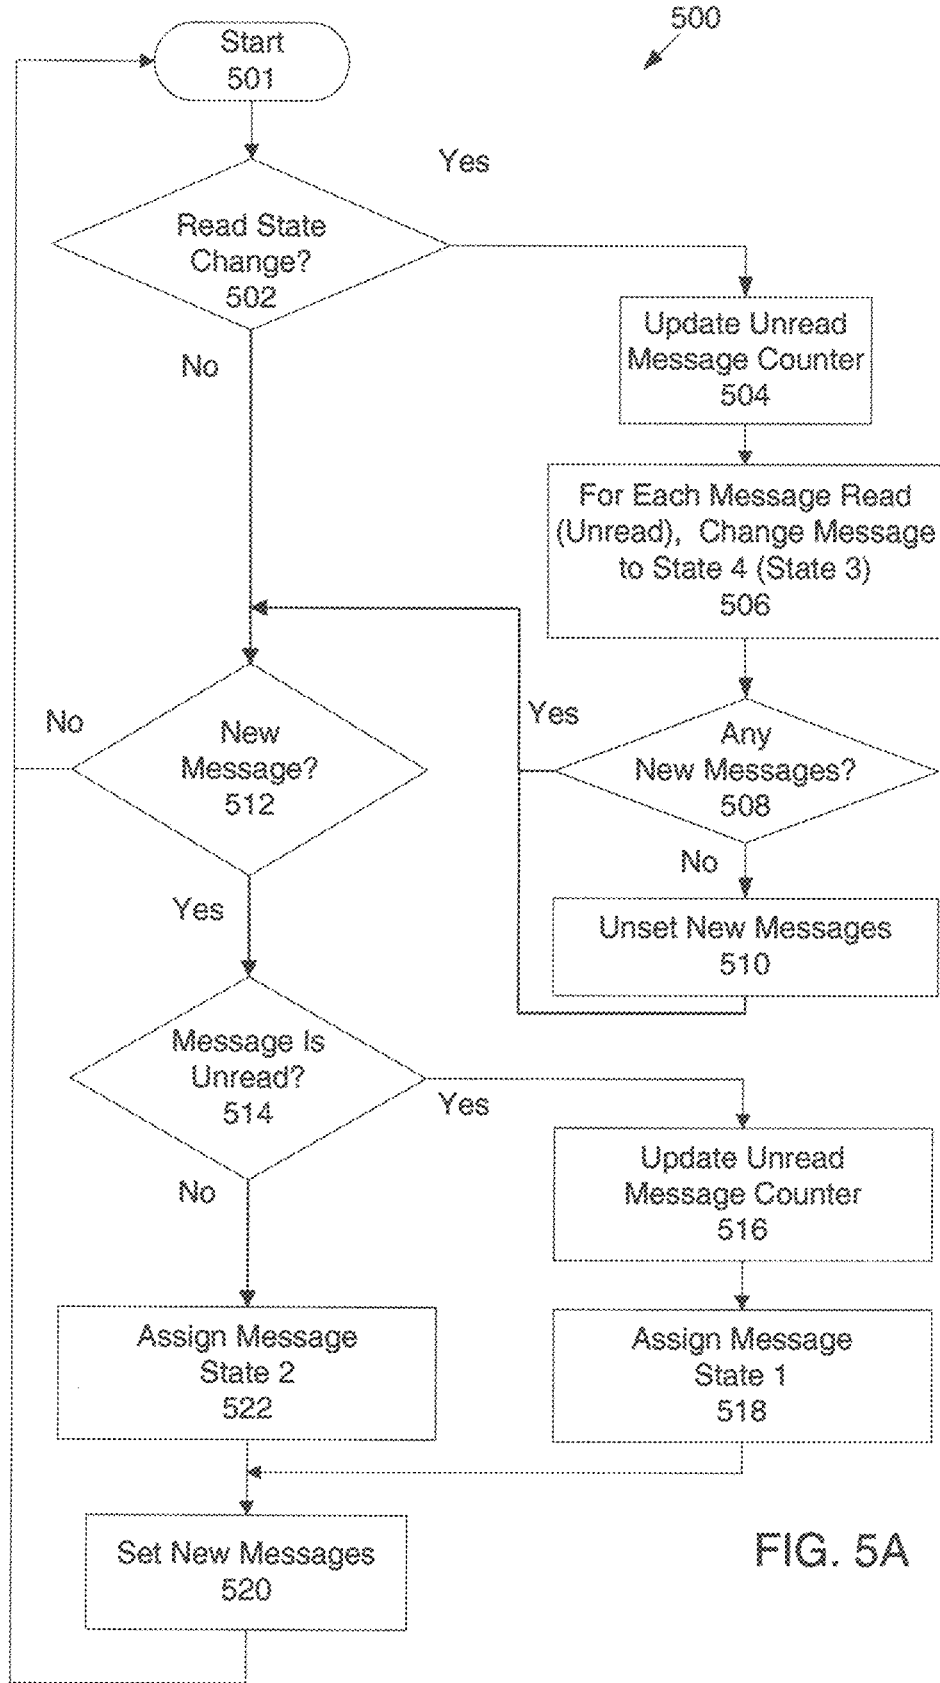 500
Start
501
Yes
Read State
Change?
502
No
Update Unread
Message Counter
504
For Each Message Read
(Unread), Change Message
to State 4 (State 3)
506
No
New
Message?
512
Yes
Any
New Messages?
508
No
Yes
Unset New Messages
510
Message Is
Unread?
514
Yes
No
Update Unread
Message Counter
516
Assign Message
State 2
522
Assign Message
State 1
518
Set New Messages
520
FIG. 5A